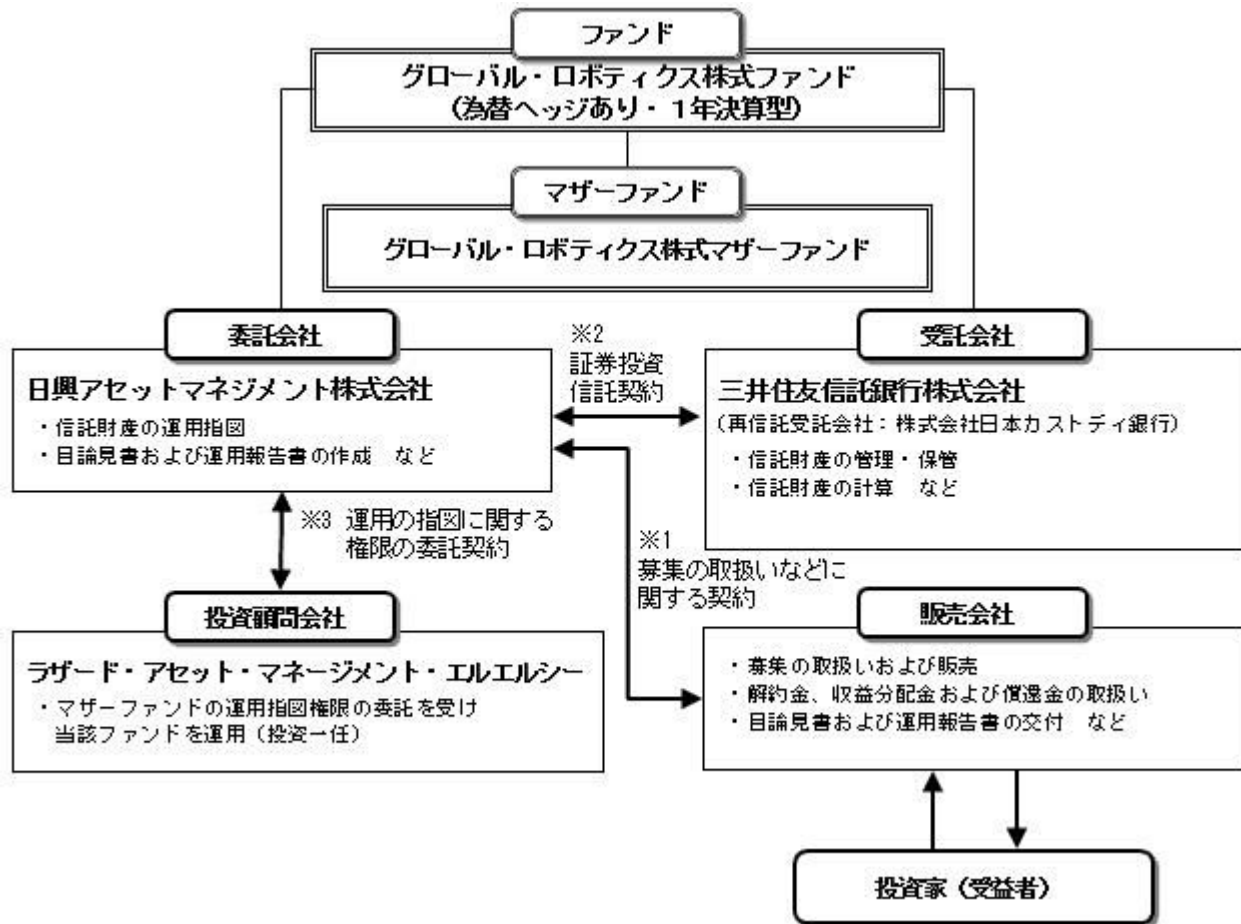 ファンド
グローバル・ロボティクス株式ファンド
(為替ヘッジあり・1年決算型)
マザーファンド
グローバル・ロボティクス株式マザーファンド
委託会社
日興アセットマネジメント株式会社
・信託財産の運用指図
・目論見書および運用報告書の作成 など
※2
証券投資
信託契約
受託会社
三井住友信託銀行株式会社
(再信託受託会社：株式会社日本カストディ銀行)
・信託財産の管理・保管
・信託財産の計算 など
※3 運用の指図に関する
権限の委託契約
※1
募集の取扱いなどに
関する契約
投資顧問会社
ラザード・アセット・マネージメント・エルエルシー
・マザーファンドの運用指図権限の委託を受け
当該ファンドを運用（投資一任）
販売会社
・募集の取扱いおよび販売
・解約金、収益分配金および償還金の取扱い
・目論見書および運用報告書の交付 など
投資家（受益者）